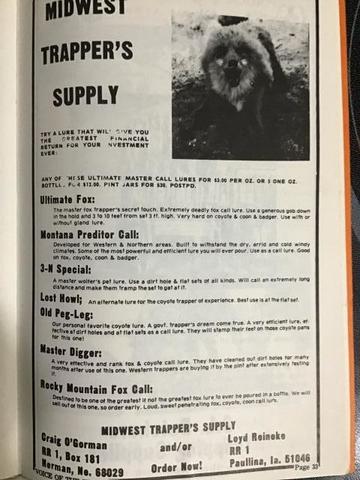 MIDWEST
TRAPPER'S
SUPPLY
TRY A LURE THAT WILL GIVE YOU
THE GREATEST FINANCIAL
RETURN FOR YOUR INVESTMENT
EVER:
ANY OF THESE ULTIMATE MASTER CALL LURES FOR $3.00 PER OZ. OR 5 ONE OZ.
BOTTLES FOR $12.00. PINT JARS FOR $30. POSTPD.
Ultimate Fox:
The master fox trapper's secret touch. Extremely deadly fox call lure. Use a generous gob down
in the hold and 3 to 10 feet from set 3 ft. high. Very hard on coyote & coon & badger. Use with or
without gland lure.
Montana Preditor Call:
Developed for Western & Northern areas. Built to withstand the dry, arrid and cold windy
climates. Some of the most powerful and efficient lure you will ever pour. Use as a call lure. Good
on fox, coyote, coon & badger.
3-N Special:
A master wolfer's pet lure. Use a dirt hole & flat sets of all kinds. Will call an extremely long
distance and make them tramp the set to get at it.
Lost Howl; An alternate lure for the coyote trapper of experience. Best use is at the flat set.
Old Peg-Leg:
Our personal favorite coyote lure. A govt. trapper's dream come true. A very efficient lure, ef
fective at dirt holes and at flat sets as a call lure. They will stamp their feet on those coyote pans
for this one!
Master Digger:
A very effective and rank fox & coyote call lure. They have cleaned out dirt holes for many
months after use of this one. Western trappers are buying it by the pint after extensively testing
it.
Rocky Mountain Fox Call:
Destined to be one of the greatest if not the greatest fox lure to ever be poured in a bottle. We will
sell out of this one, so order early. Loud, sweet penetrating fox, coyote, coon call lure.
MIDWEST TRAPPER'S SUPPLY
Craig O'Gorman
RR 1, Box 181
Herman, Ne. 68029
and/or
Order Now!
Loyd Reineke
RR 1
Paullina, Ia. 51046
VOICE OF THE
Page 33